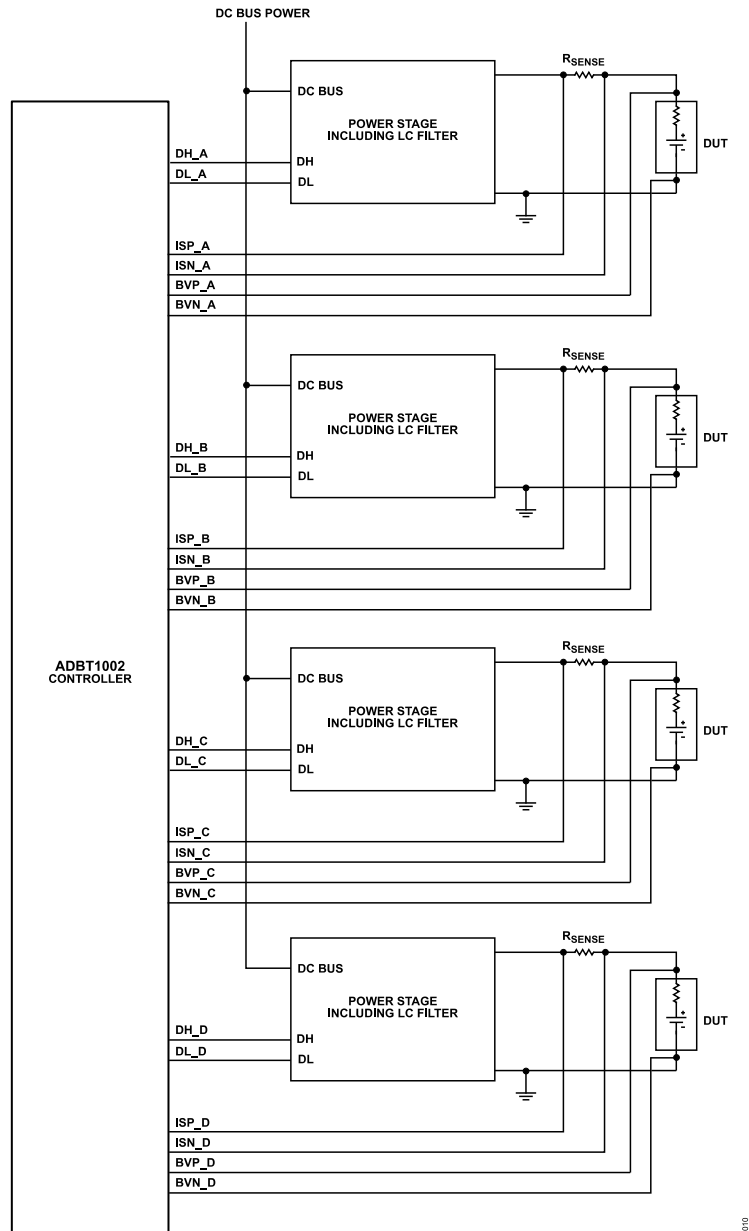 DC BUS POWER
RSENSE
DC BUS
POWER STAGE
INCLUDING LC FILTER
DUT
DH_A
DH
DL_A
DL
ISP_A
ISN_A
BVP_A
BVN_A
RSENSE
DC BUS
POWER STAGE
INCLUDING LC FILTER
DUT
DH_B
DH
DL_B
DL
ISP_B
ISN_B
BVP_B
BVN_B
ADBT1002
CONTROLLER
RSENSE
DC BUS
POWER STAGE
INCLUDING LC FILTER
DUT
DH_C
DH
DL_C
DL
ISP_C
ISN_C
BVP_C
BVN_C
RSENSE
DC BUS
POWER STAGE
INCLUDING LC FILTER
DUT
DH_D
DH
DL_D
DL
ISP_D
ISN_D
BVP_D
BVN_D
010